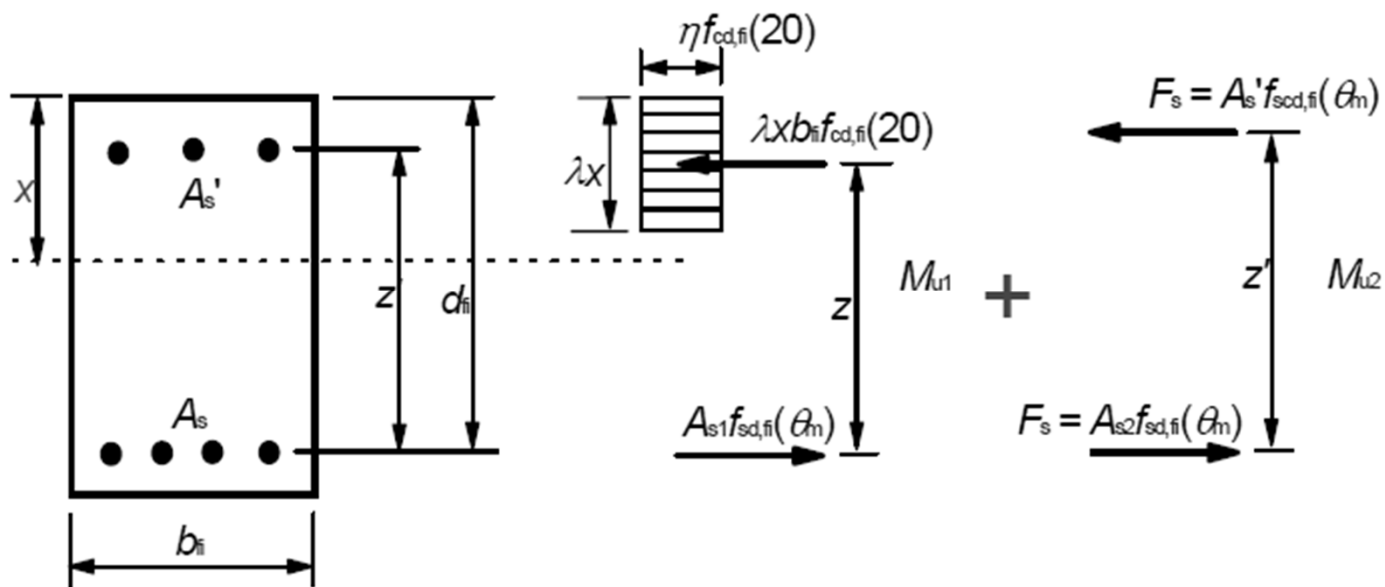 ηfcd,fi(20)
Fs = As'fscd,fi(θm)
λxbfifcd,fi(20)
x
As'
λx
z'
dfi
z
Mu1
+
z'
Mu2
As
As1fsd,fi(θm)
Fs = As2fsd,fi(θm)
bfi